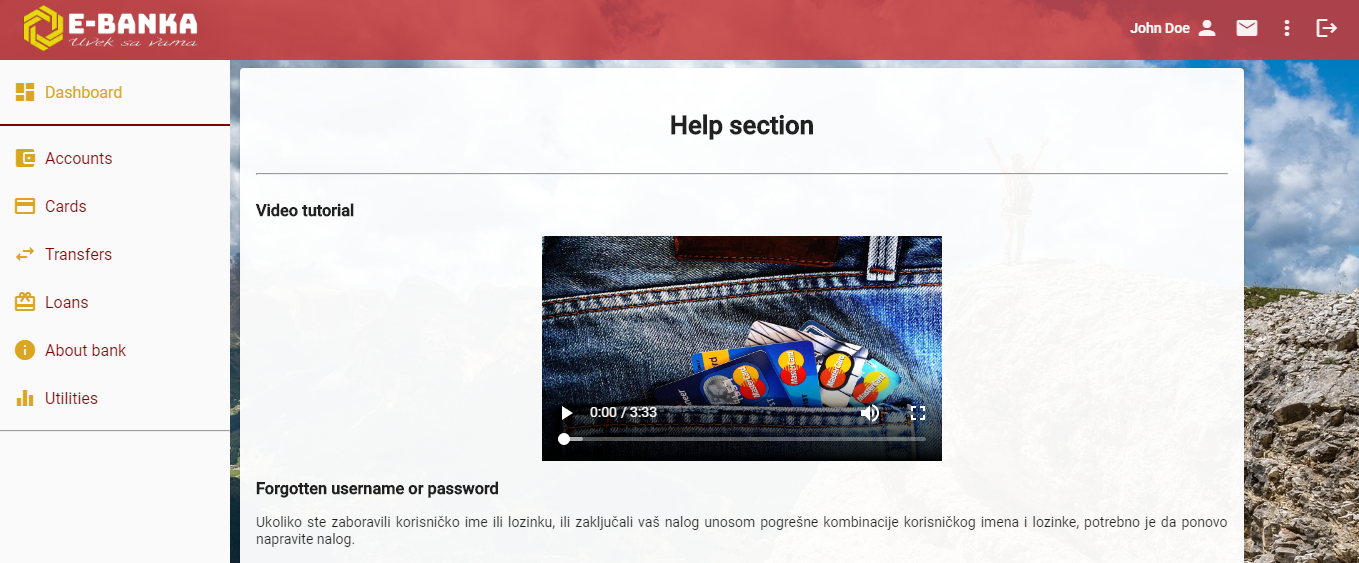 E-BANKA
Uvek sa vama
John Doe
Dashboard
Accounts
Cards
Transfers
Loans
About bank
Utilities
Help section
Video tutorial
0:00 / 3:33
Forgotten username or password
Ukoliko ste zaboravili korisničko ime ili lozinku, ili zaključali vaš nalog unosom pogrešne kombinacije korisničkog imena i lozinke, potrebno je da ponovo
napravite nalog.